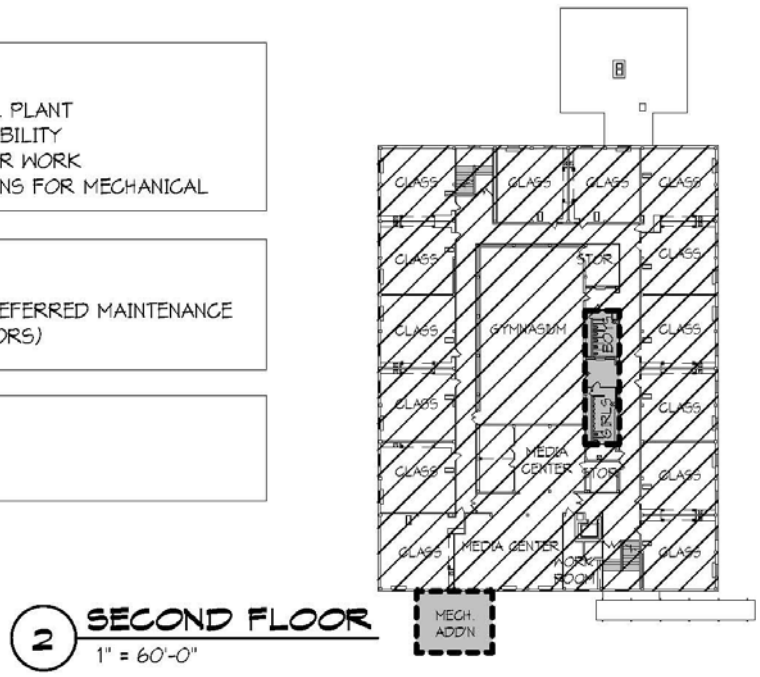 PLANT
BILITY
R WORK
NS FOR MECHANICAL
EFERRED MAINTENANCE
ORS)
CLASS
CLASS
CLASS
CLASS
CLASS
STOR.
CLASS
CLASS
GYMNASIUM
BOYS
CLASS
CLASS
GIRLS
CLASS
CLASS
MEDIA
CENTER
STOR.
CLASS
CLASS
MEDIA CENTER
WORK
ROOM
CLASS
MECH.
ADD'N
2
SECOND FLOOR
1" = 60'-0"